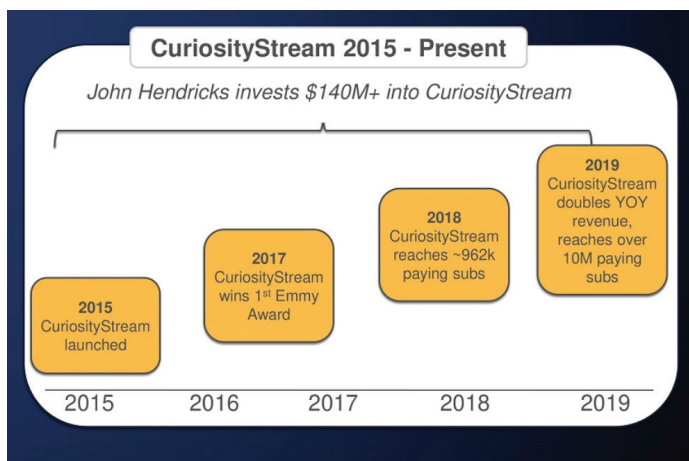 CuriosityStream 2015 - Present
John Hendricks invests $140M+ into CuriosityStream
2015
CuriosityStream
launched
2017
CuriosityStream
wins 1st Emmy
Award
2018
CuriosityStream
reaches ~962k
paying subs
2019
CuriosityStream
doubles YOY
revenue,
reaches over
10M paying
subs
2015 2016 2017 2018 2019